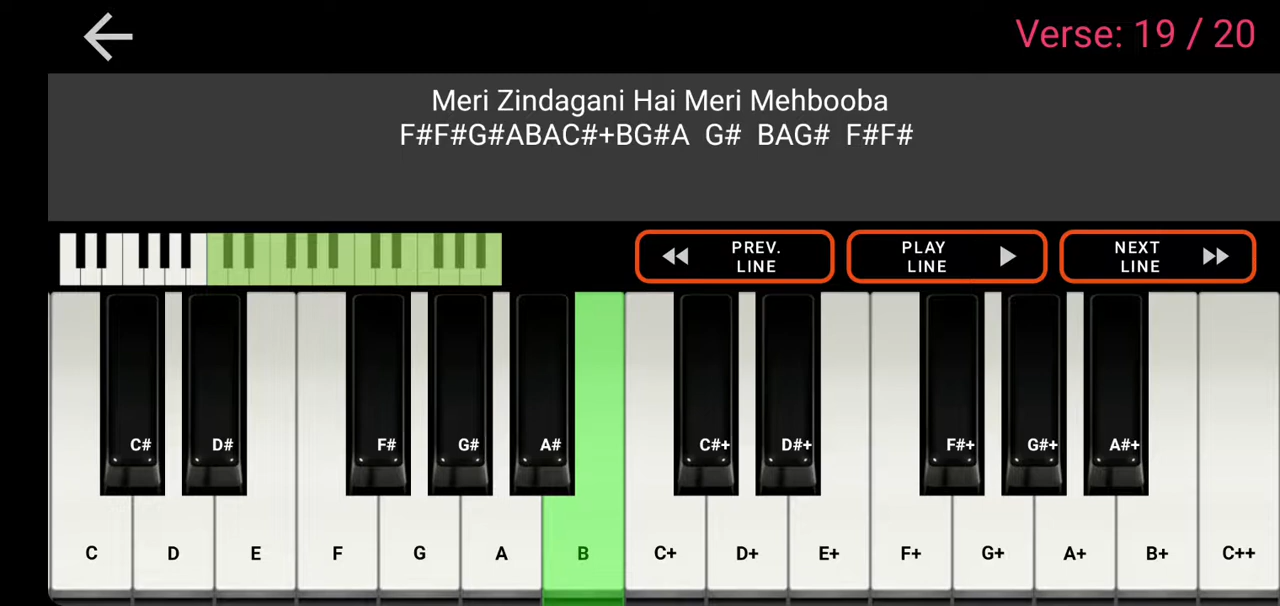 Verse: 19 / 20
Meri Zindagani Hai Meri Mehbooba
F#F#G#ABAC#+BG#A G# BAG# F#F#
PREV.
LINE
PLAY
LINE
NEXT
LINE
C# D# F# G# A# C#+ D#+ F#+ G#+ A#+
C D E F G A B C+ D+ E+ F+ G+ A+ B+ C++